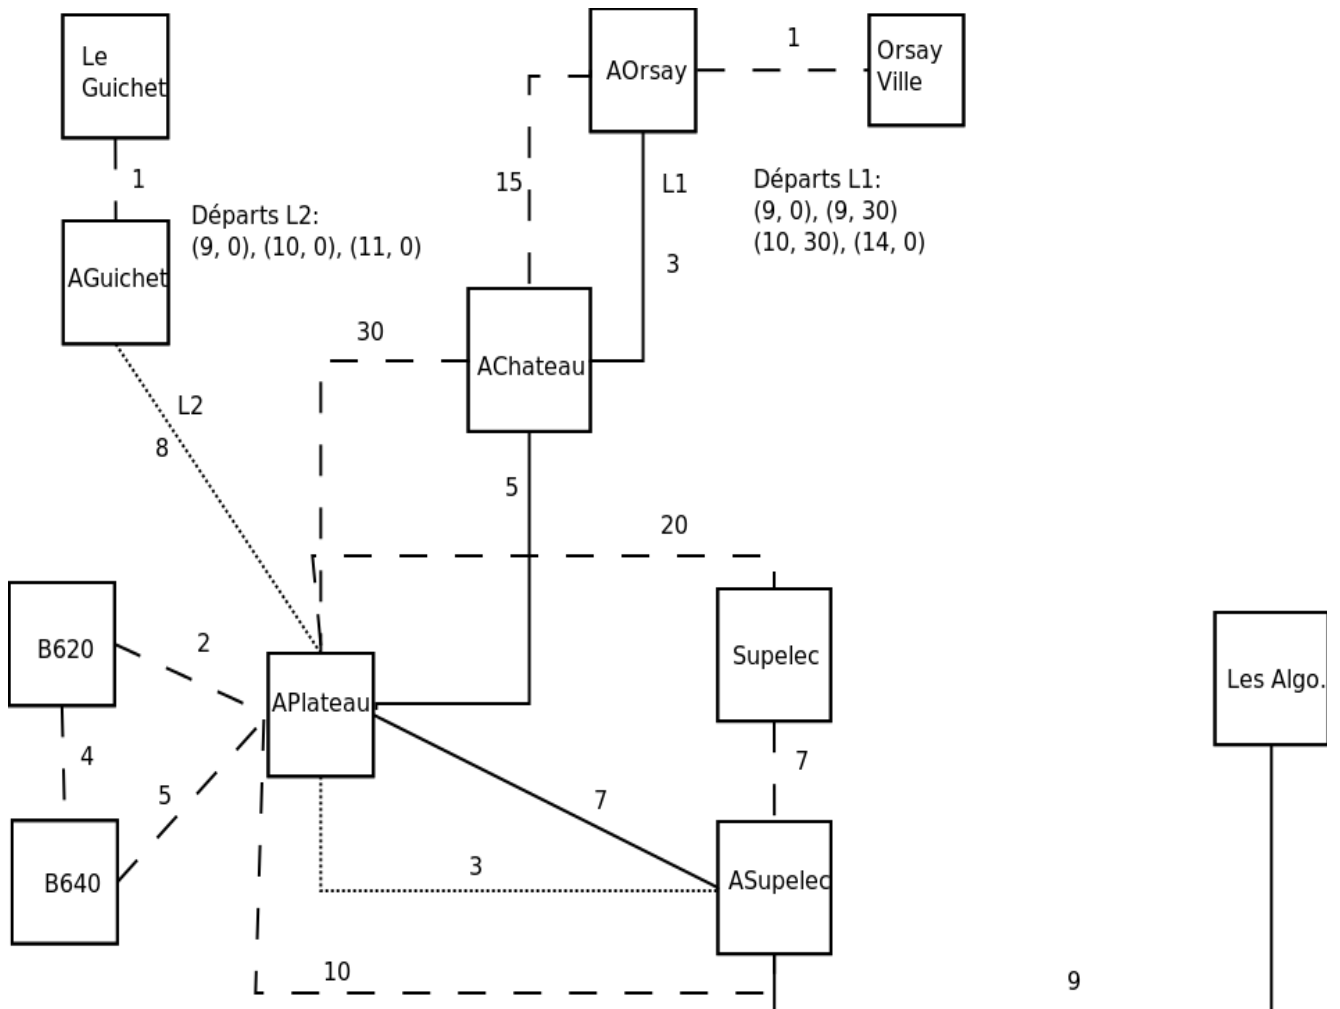 Le
Guichet
AOrsay
1
Orsay
Ville
1
15
L1
Départs L1:
(9, 0), (9, 30)
(10, 30), (14, 0)
Départs L2:
(9, 0), (10, 0), (11, 0)
AGuichet
3
30
AChateau
L2
8
5
20
B620
2
APlateau
Supelec
Les Algo.
4
5
7
7
3
B640
ASupelec
10
9